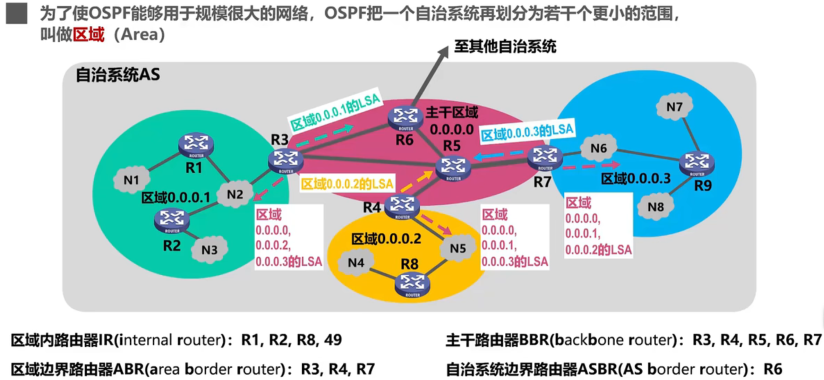 为了使OSPF能够用于规模很大的网络，OSPF把一个自治系统再划分为若干个更小的范围，
叫做区域（Area）
至其他自治系统
自治系统AS
区域0.0.0.1的LSA
主干区域
0.0.0.0
R6
ROUTER
R5
ROUTER
区域0.0.0.3的LSA
R3
ROUTER
R1
ROUTER
N1
N2
区域0.0.0.1
R2
ROUTER
N3
区域0.0.0.2的LSA
区域
0.0.0.0,
0.0.0.2,
0.0.0.3的LSA
R4
ROUTER
区域0.0.0.2
N4
R8
ROUTER
N5
区域
0.0.0.0,
0.0.0.1,
0.0.0.3的LSA
R7
ROUTER
区域
0.0.0.0,
0.0.0.1,
0.0.0.2的LSA
N6
N7
区域0.0.0.3
R9
ROUTER
N8
区域内路由器IR(internal router)：R1, R2, R8, 49
主干路由器BBR(backbone router)：R3, R4, R5, R6, R7
区域边界路由器ABR(area border router)：R3, R4, R7
自治系统边界路由器ASBR(AS border router)：R6